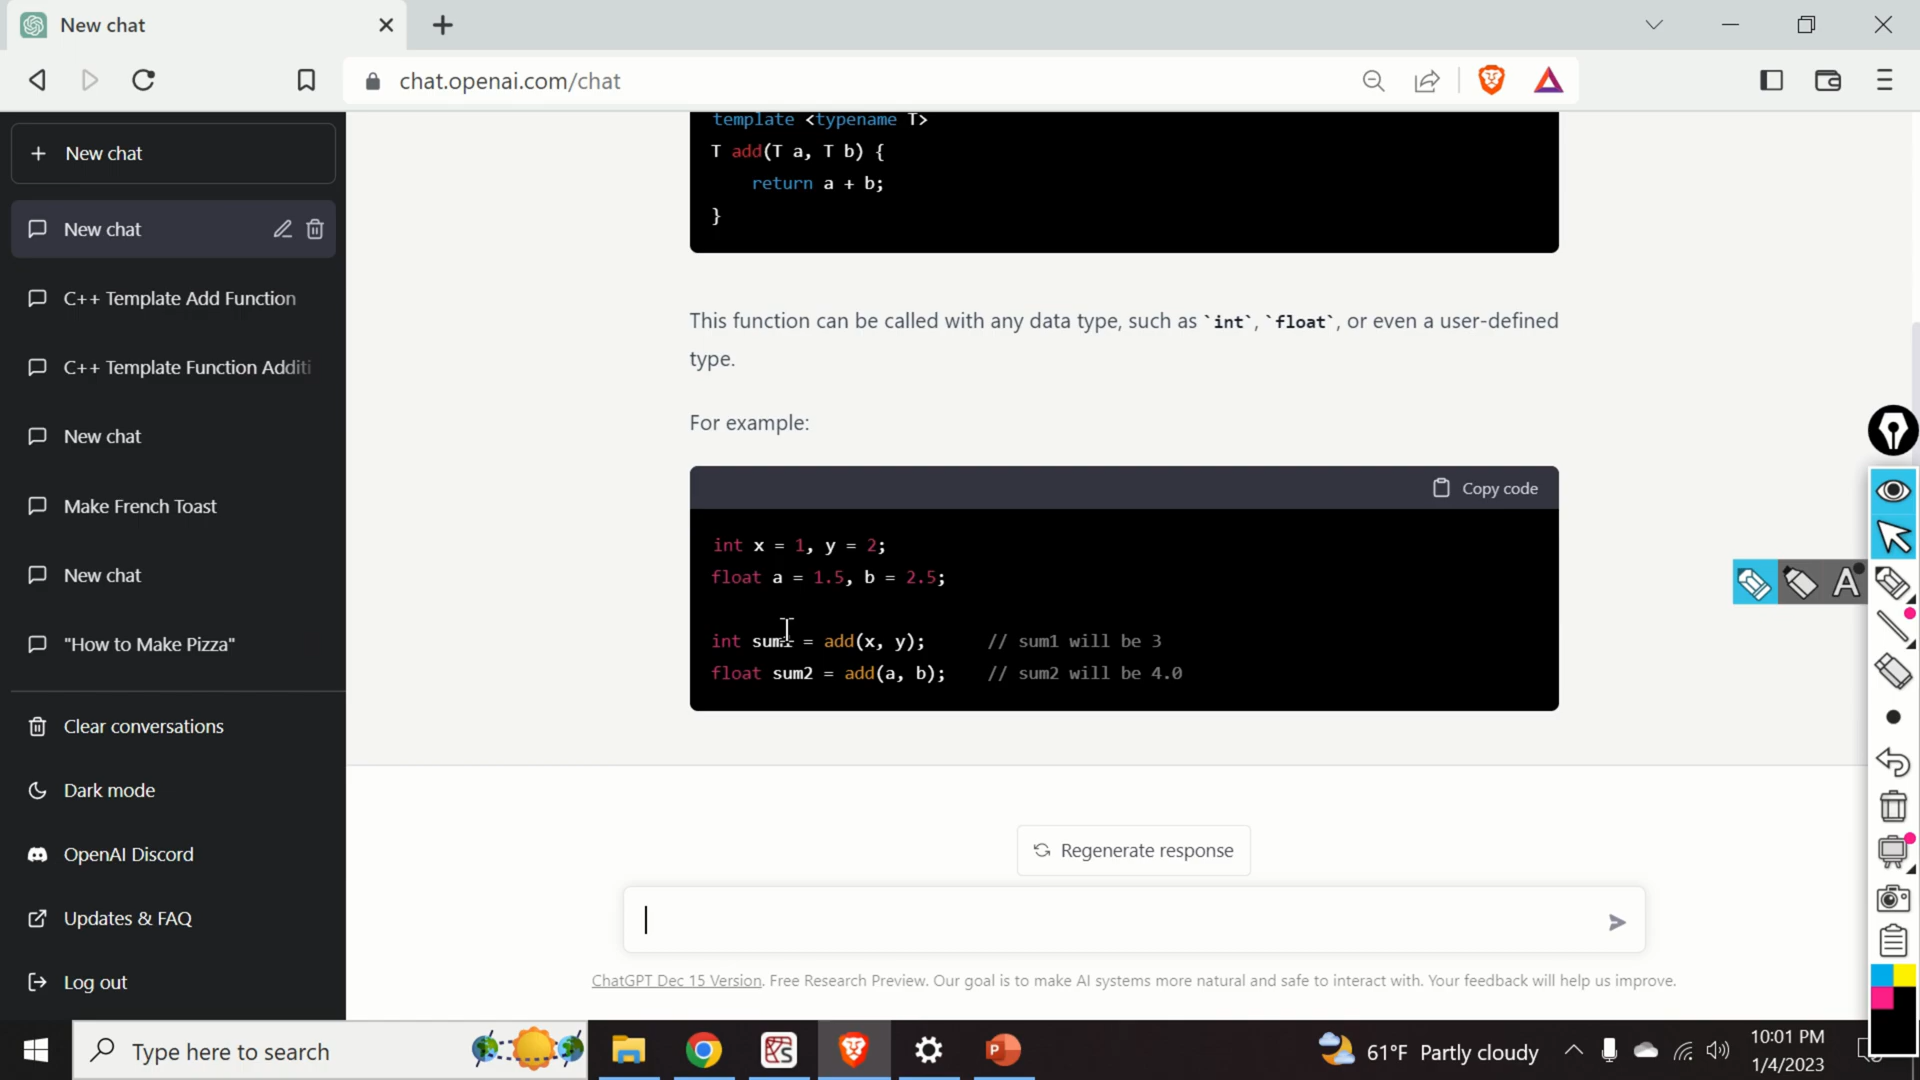 New chat
chat.openai.com/chat
New chat
New chat
C++ Template Add Function
C++ Template Function Additi
New chat
Make French Toast
New chat
"How to Make Pizza"
Clear conversations
Dark mode
OpenAI Discord
Updates & FAQ
Log out
template <typename T>
T add(T a, T b) {
return a + b;
}
This function can be called with any data type, such as `int`, `float`, or even a user-defined
type.
For example:
Copy code
int x = 1, y = 2;
float a = 1.5, b = 2.5;
int sum1 = add(x, y); // sum1 will be 3
float sum2 = add(a, b); // sum2 will be 4.0
Regenerate response
ChatGPT Dec 15 Version. Free Research Preview. Our goal is to make AI systems more natural and safe to interact with. Your feedback will help us improve.
A
Type here to search
61°F Partly cloudy
10:01 PM
1/4/2023